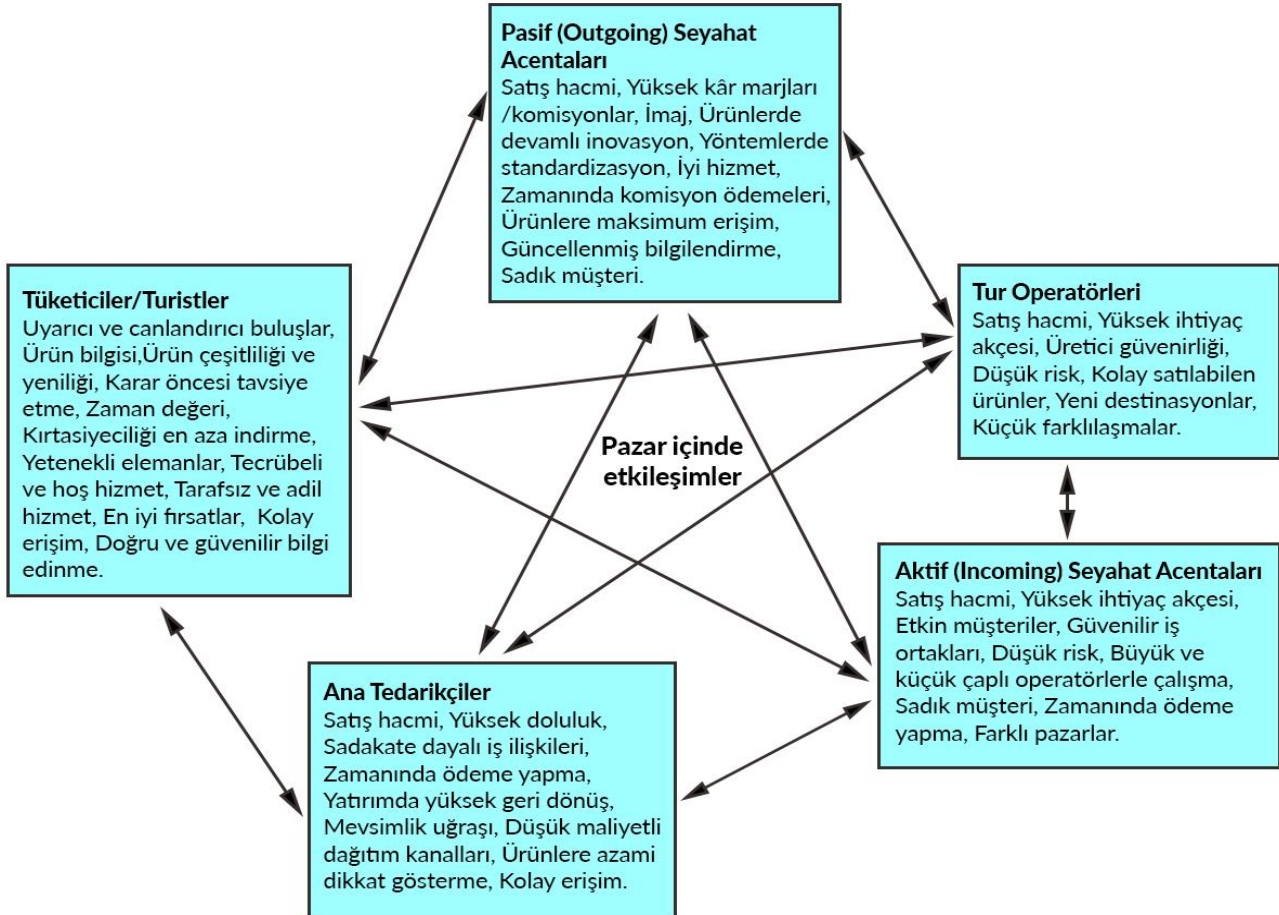 Pasif (Outgoing) Seyahat
Acentaları
Satış hacmi, Yüksek kâr marjları
/komisyonlar, İmaj, Ürünlerde
devamlı inovasyon, Yöntemlerde
standardizasyon, İyi hizmet,
Zamanında komisyon ödemeleri,
Ürünlere maksimum erişim,
Güncellenmiş bilgilendirme,
Sadık müşteri.
Tüketiciler/Turistler
Uyarıcı ve canlandırıcı buluşlar,
Ürün bilgisi,Ürün çeşitliliği ve
yeniliği, Karar öncesi tavsiye
etme, Zaman değeri,
Kırtasiyeciliği en aza indirme,
Yetenekli elemanlar, Tecrübeli
ve hoş hizmet, Tarafsız ve adil
hizmet, En iyi fırsatlar, Kolay
erişim, Doğru ve güvenilir bilgi
edinme.
Tur Operatörleri
Satış hacmi, Yüksek ihtiyaç
akçesi, Üretici güvenirliği,
Düşük risk, Kolay satılabilen
ürünler, Yeni destinasyonlar,
Küçük farklılaşmalar.
Pazar içinde
etkileşimler
Aktif (Incoming) Seyahat Acentaları
Satış hacmi, Yüksek ihtiyaç akçesi,
Etkin müşteriler, Güvenilir iş
ortakları, Düşük risk, Büyük ve
küçük çaplı operatörlerle çalışma,
Sadık müşteri, Zamanında ödeme
yapma, Farklı pazarlar.
Ana Tedarikçiler
Satış hacmi, Yüksek doluluk,
Sadakate dayalı iş ilişkileri,
Zamanında ödeme yapma,
Yatırımda yüksek geri dönüş,
Mevsimlik uğraşı, Düşük maliyetli
dağıtım kanalları, Ürünlere azami
dikkat gösterme, Kolay erişim.